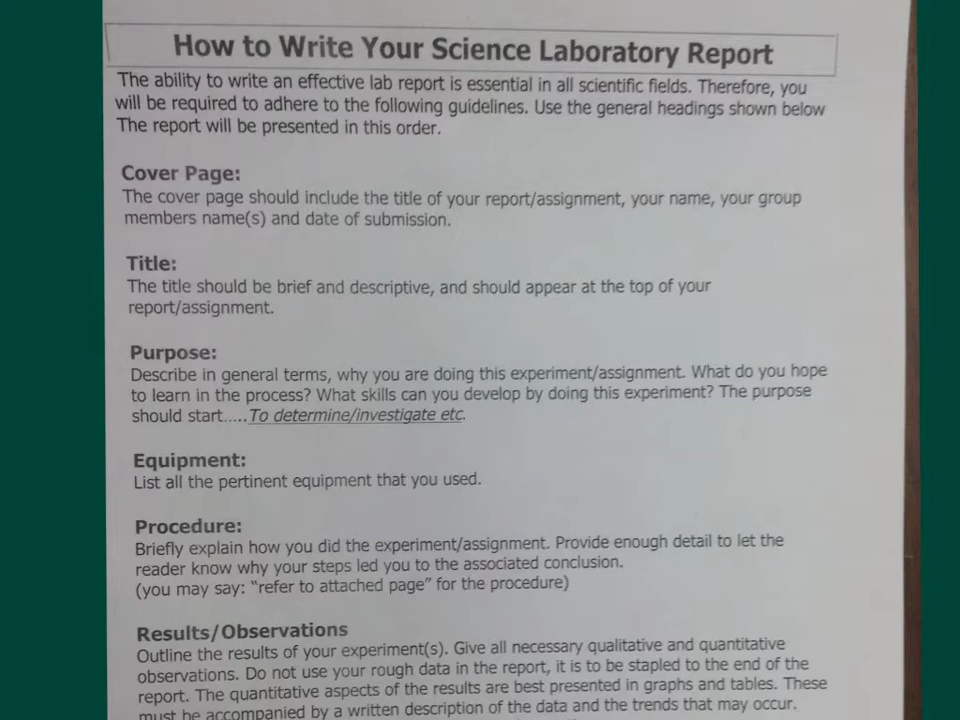 How to Write Your Science Laboratory Report
The ability to write an effective lab report is essential in all scientific fields. Therefore, you
will be required to adhere to the following guidelines. Use the general headings shown below
The report will be presented in this order.
Cover Page:
The cover page should include the title of your report/assignment, your name, your group
members name(s) and date of submission.
Title:
The title should be brief and descriptive, and should appear at the top of your
report/assignment.
Purpose:
Describe in general terms, why you are doing this experiment/assignment. What do you hope
to learn in the process? What skills can you develop by doing this experiment? The purpose
should start.....To determine/investigate etc.
Equipment:
List all the pertinent equipment that you used.
Procedure:
Briefly explain how you did the experiment/assignment. Provide enough detail to let the
reader know why your steps led you to the associated conclusion.
(you may say: “refer to attached page” for the procedure)
Results/Observations
Outline the results of your experiment(s). Give all necessary qualitative and quantitative
observations. Do not use your rough data in the report, it is to be stapled to the end of the
report. The quantitative aspects of the results are best presented in graphs and tables. These
must be accompanied by a written description of the data and the trends that may occur.